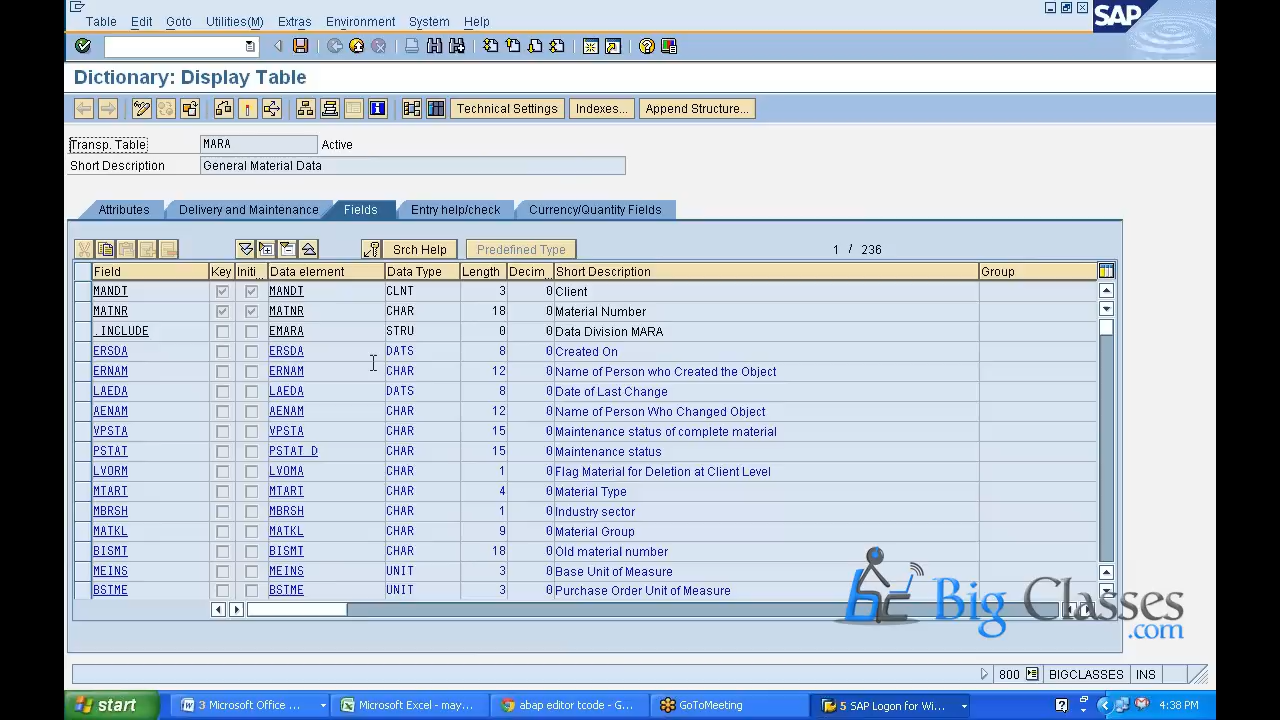 Table Edit Goto Utilities(M) Extras Environment System Help
SAP
Dictionary: Display Table
Technical Settings Indexes... Append Structure...
Transp. Table MARA Active
Short Description General Material Data
Attributes Delivery and Maintenance Fields Entry help/check Currency/Quantity Fields
Srch Help Predefined Type 1 / 236
Field Key Initi... Data element Data Type Length Decim... Short Description Group
MANDT MANDT CLNT 3 0 Client
MATNR MATNR CHAR 18 0 Material Number
.INCLUDE EMARA STRU 0 0 Data Division MARA
ERSDA ERSDA DATS 8 0 Created On
ERNAM ERNAM CHAR 12 0 Name of Person who Created the Object
LAEDA LAEDA DATS 8 0 Date of Last Change
AENAM AENAM CHAR 12 0 Name of Person Who Changed Object
VPSTA VPSTA CHAR 15 0 Maintenance status of complete material
PSTAT PSTAT_D CHAR 15 0 Maintenance status
LVORM LVOMA CHAR 1 0 Flag Material for Deletion at Client Level
MTART MTART CHAR 4 0 Material Type
MBRSH MBRSH CHAR 1 0 Industry sector
MATKL MATKL CHAR 9 0 Material Group
BISMT BISMT CHAR 18 0 Old material number
MEINS MEINS UNIT 3 0 Base Unit of Measure
BSTME BSTME UNIT 3 0 Purchase Order Unit of Measure
Big Classes
.com
800 BIGCLASSES INS
start 3 Microsoft Office ... Microsoft Excel - may... abap editor tcode - G... GoToMeeting 5 SAP Logon for Wi... 4:38 PM